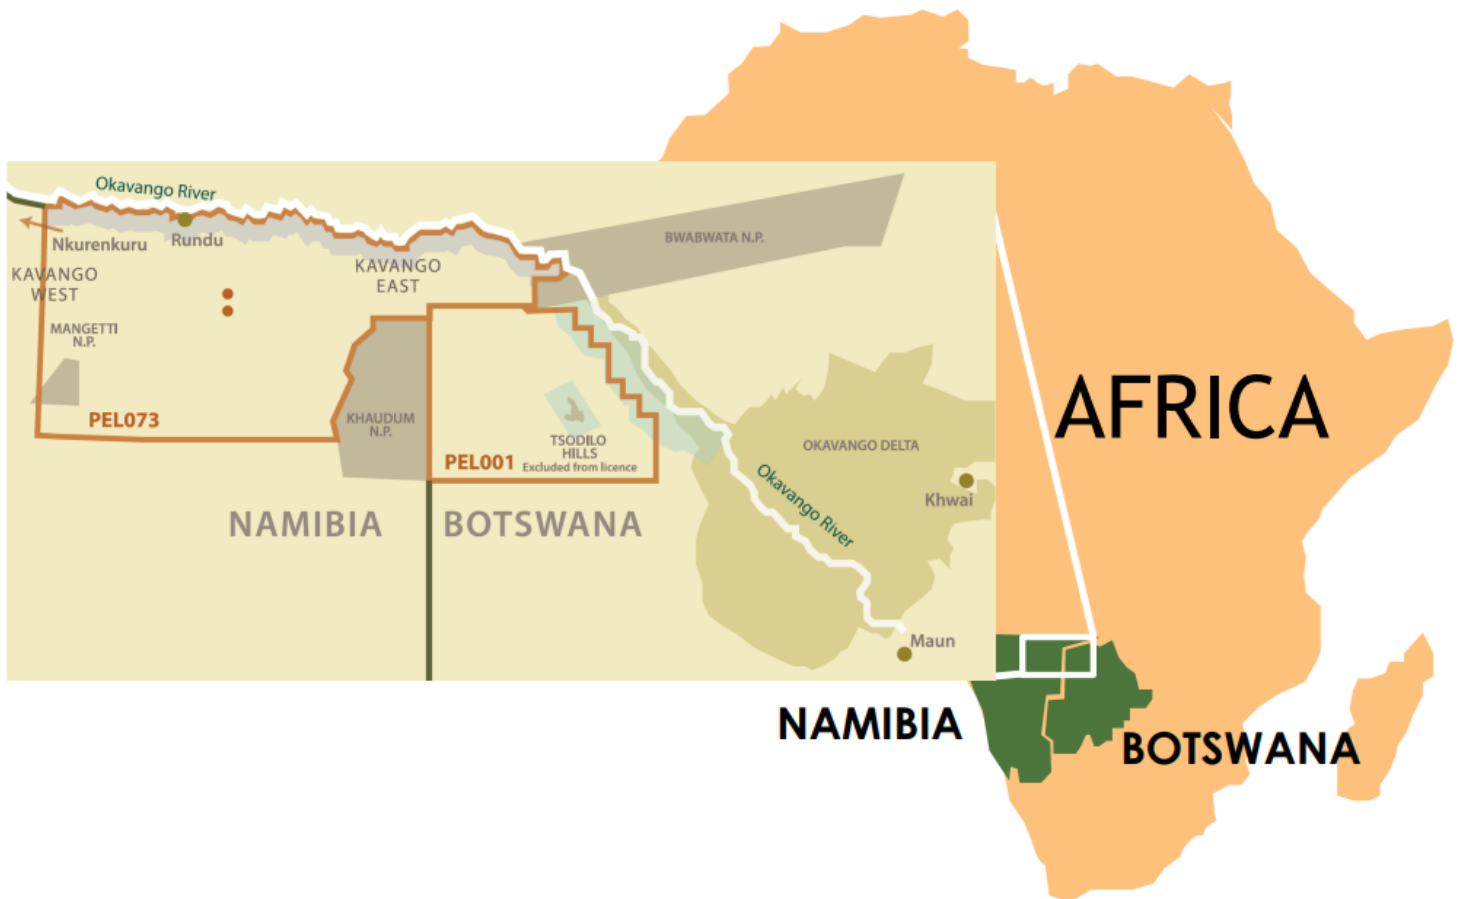 Okavango River
Nkurenkuru
Rundu
BWABWATA N.P.
KAVANGO
WEST
KAVANGO
EAST
MANGETTI
N.P.
PEL073
KHAUDUM
N.P.
TSODILO
HILLS
Excluded from licence
PEL001
OKAVANGO DELTA
Okavango River
Khwai
NAMIBIA
BOTSWANA
Maun
AFRICA
NAMIBIA
BOTSWANA